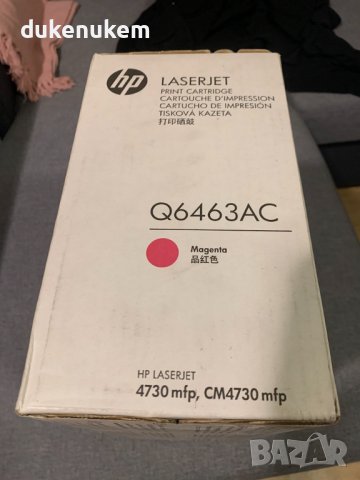 dukenukem
hp
LASERJET
PRINT CARTRIDGE
CARTOUCHE D'IMPRESSION
CARTUCHO DE IMPRESIÓN
TISKOVÁ KAZETA
打印硒鼓
Q6463AC
Magenta
品紅色
HP LASERJET
4730 mfp, CM4730 mfp
BAZAR